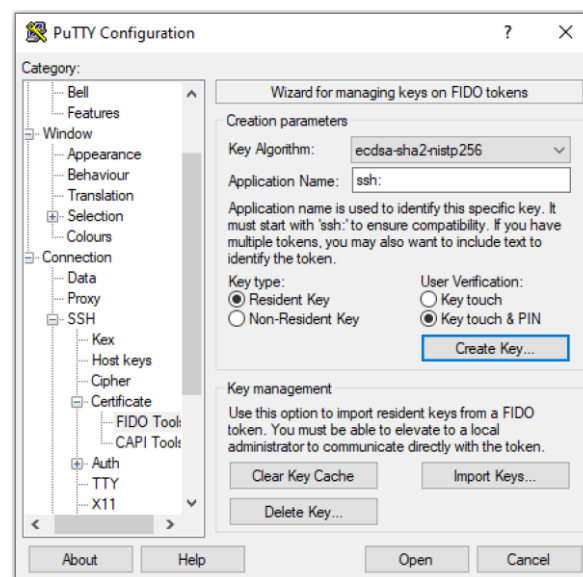 PuTTY Configuration
Category:
Bell
Features
Window
Appearance
Behaviour
Translation
Selection
Colours
Connection
Data
Proxy
SSH
Kex
Host keys
Cipher
Certificate
FIDO Tools
CAPI Tools
Auth
TTY
X11
Wizard for managing keys on FIDO tokens
Creation parameters
Key Algorithm: ecdsa-sha2-nistp256
Application Name: ssh:
Application name is used to identify this specific key. It
must start with 'ssh:' to ensure compatibility. If you have
multiple tokens, you may also want to include text to
identify the token.
Key type: User Verification:
Resident Key Key touch
Non-Resident Key Key touch & PIN
Create Key...
Key management
Use this option to import resident keys from a FIDO
token. You must be able to elevate to a local
administrator to communicate directly with the token.
Clear Key Cache Import Keys...
Delete Key...
About Help Open Cancel